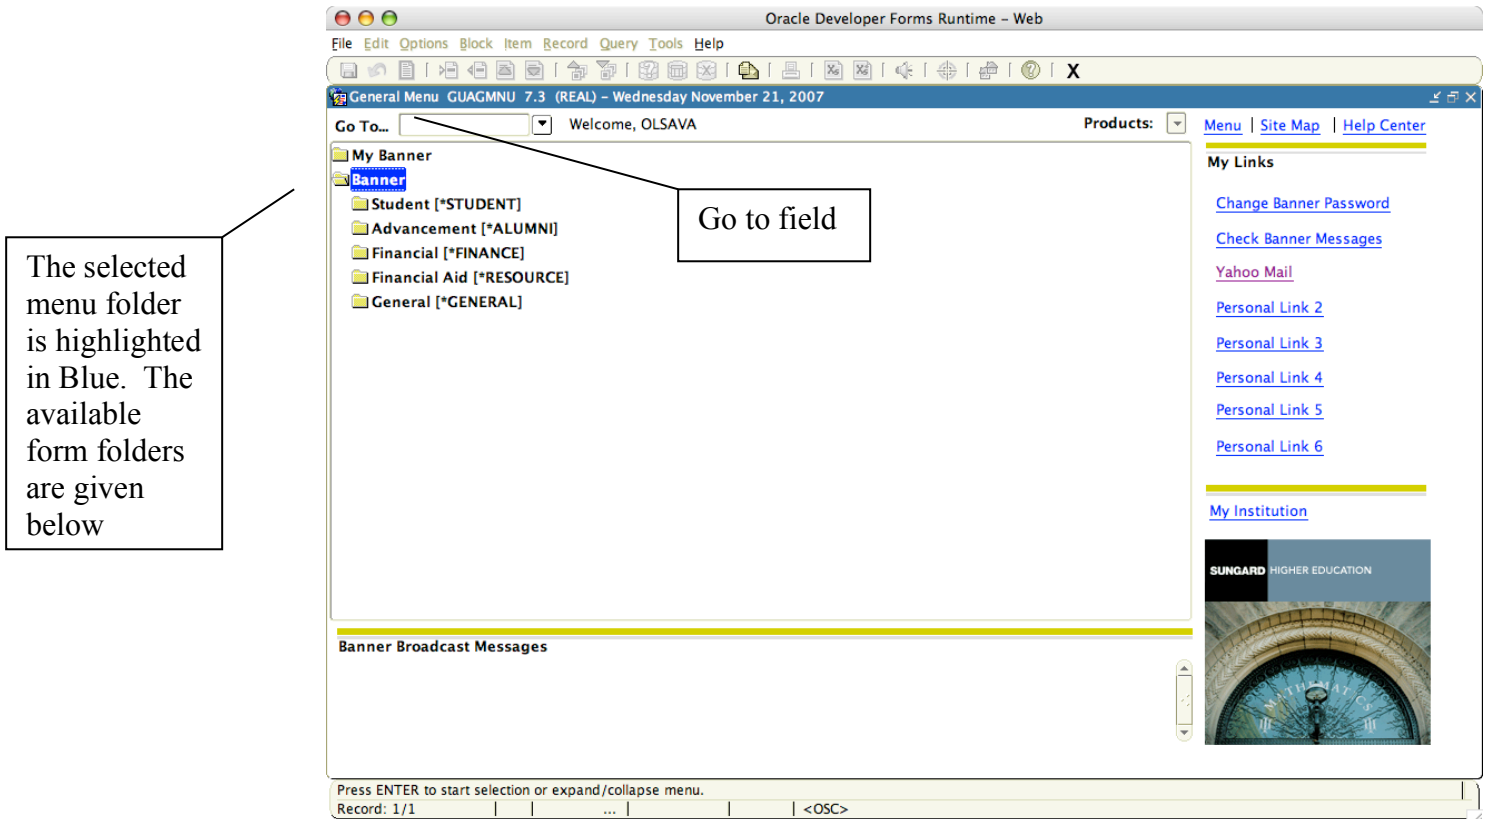 Oracle Developer Forms Runtime – Web
File Edit Options Block Item Record Query Tools Help
X
General Menu GUAGMNU 7.3 (REAL) – Wednesday November 21, 2007
Go To...
Welcome, OLSAVA
Products:
Menu | Site Map | Help Center
My Banner
Banner
Student [*STUDENT]
Advancement [*ALUMNI]
Financial [*FINANCE]
Financial Aid [*RESOURCE]
General [*GENERAL]
Go to field
The selected
menu folder
is highlighted
in Blue. The
available
form folders
are given
below
My Links
Change Banner Password
Check Banner Messages
Yahoo Mail
Personal Link 2
Personal Link 3
Personal Link 4
Personal Link 5
Personal Link 6
My Institution
SUNGARD HIGHER EDUCATION
MATHEMATICS
Banner Broadcast Messages
Press ENTER to start selection or expand/collapse menu.
Record: 1/1 | | ... | | | <OSC>